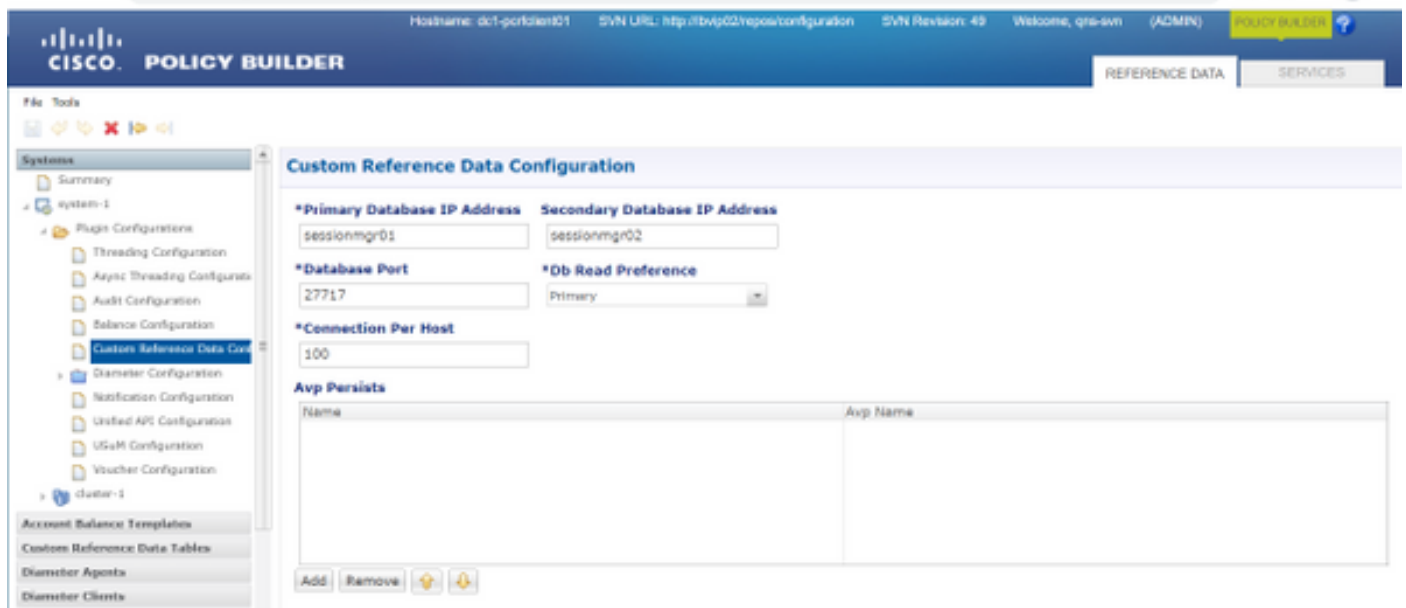 Hostname: dc1-pcrfclient01 SVN URL: http://lbvip02/repos/configuration SVN Revision: 49 Welcome, qns-svn (ADMIN) POLICY BUILDER ?
CISCO. POLICY BUILDER
REFERENCE DATA SERVICES
File Tools
Systems
Summary
system-1
Plugin Configurations
Threading Configuration
Async Threading Configurati
Audit Configuration
Balance Configuration
Custom Reference Data Conf
Diameter Configuration
Notification Configuration
Unified API Configuration
USuM Configuration
Voucher Configuration
cluster-1
Account Balance Templates
Custom Reference Data Tables
Diameter Agents
Diameter Clients
Custom Reference Data Configuration
*Primary Database IP Address Secondary Database IP Address
sessionmgr01 sessionmgr02
*Database Port *Db Read Preference
27717 Primary
*Connection Per Host
100
Avp Persists
Name Avp Name
Add Remove